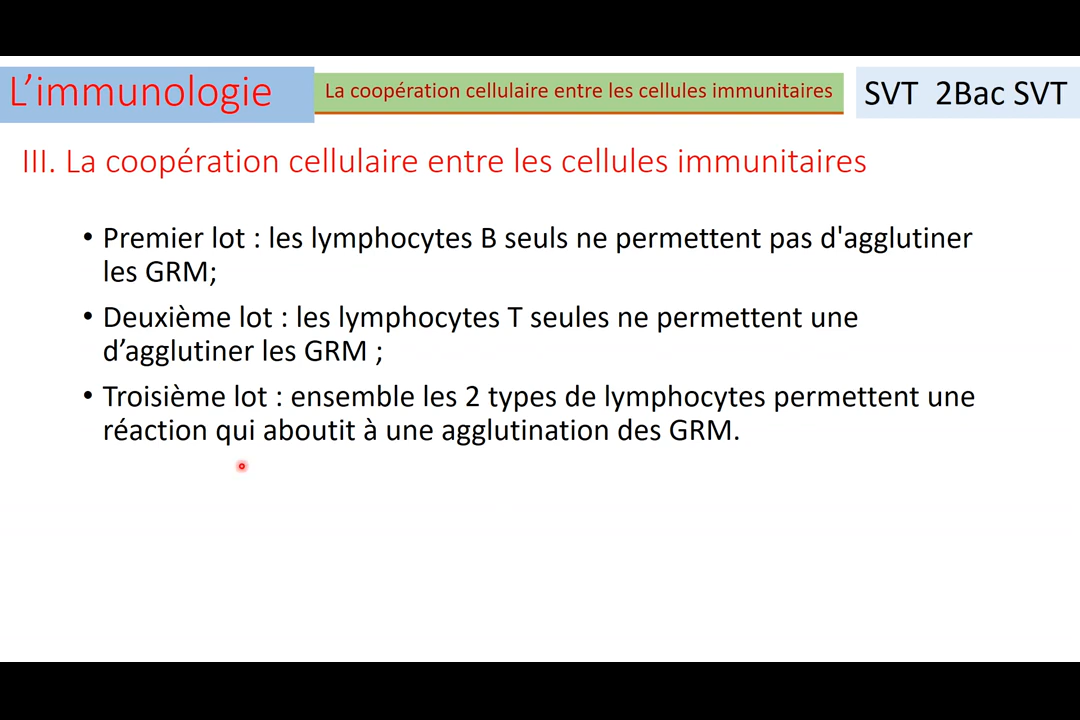 L'immunologie
La coopération cellulaire entre les cellules immunitaires
SVT 2Bac SVT
III. La coopération cellulaire entre les cellules immunitaires
• Premier lot : les lymphocytes B seuls ne permettent pas d'agglutiner
les GRM;
• Deuxième lot : les lymphocytes T seules ne permettent une
d’agglutiner les GRM ;
• Troisième lot : ensemble les 2 types de lymphocytes permettent une
réaction qui aboutit à une agglutination des GRM.